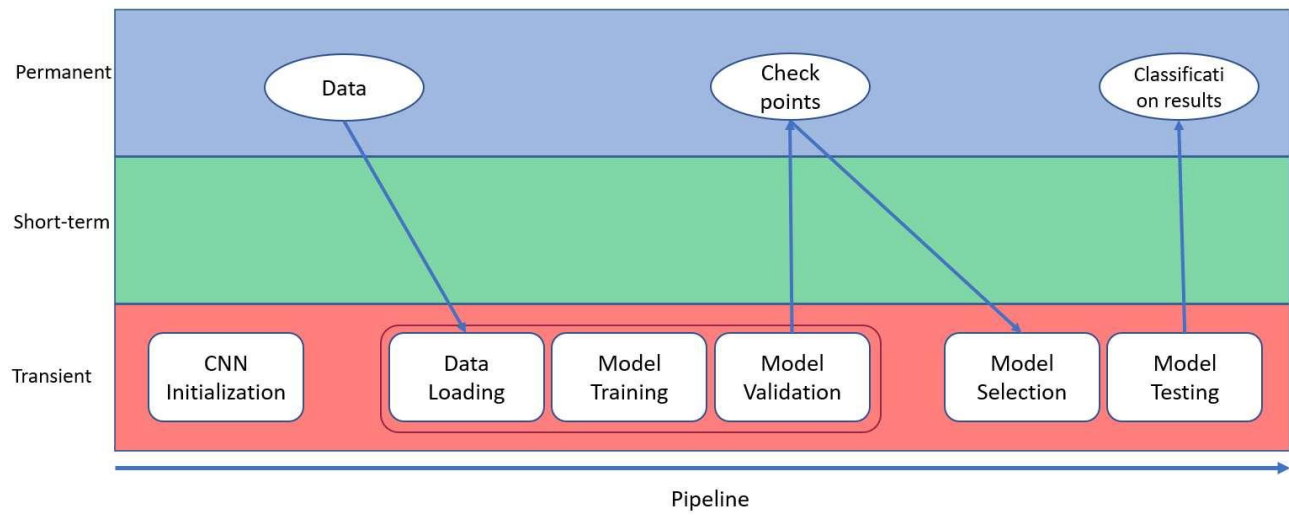 Permanent
Data
Check
points
Classificati
on results
Short-term
Transient
CNN
Initialization
Data
Loading
Model
Training
Model
Validation
Model
Selection
Model
Testing
Pipeline